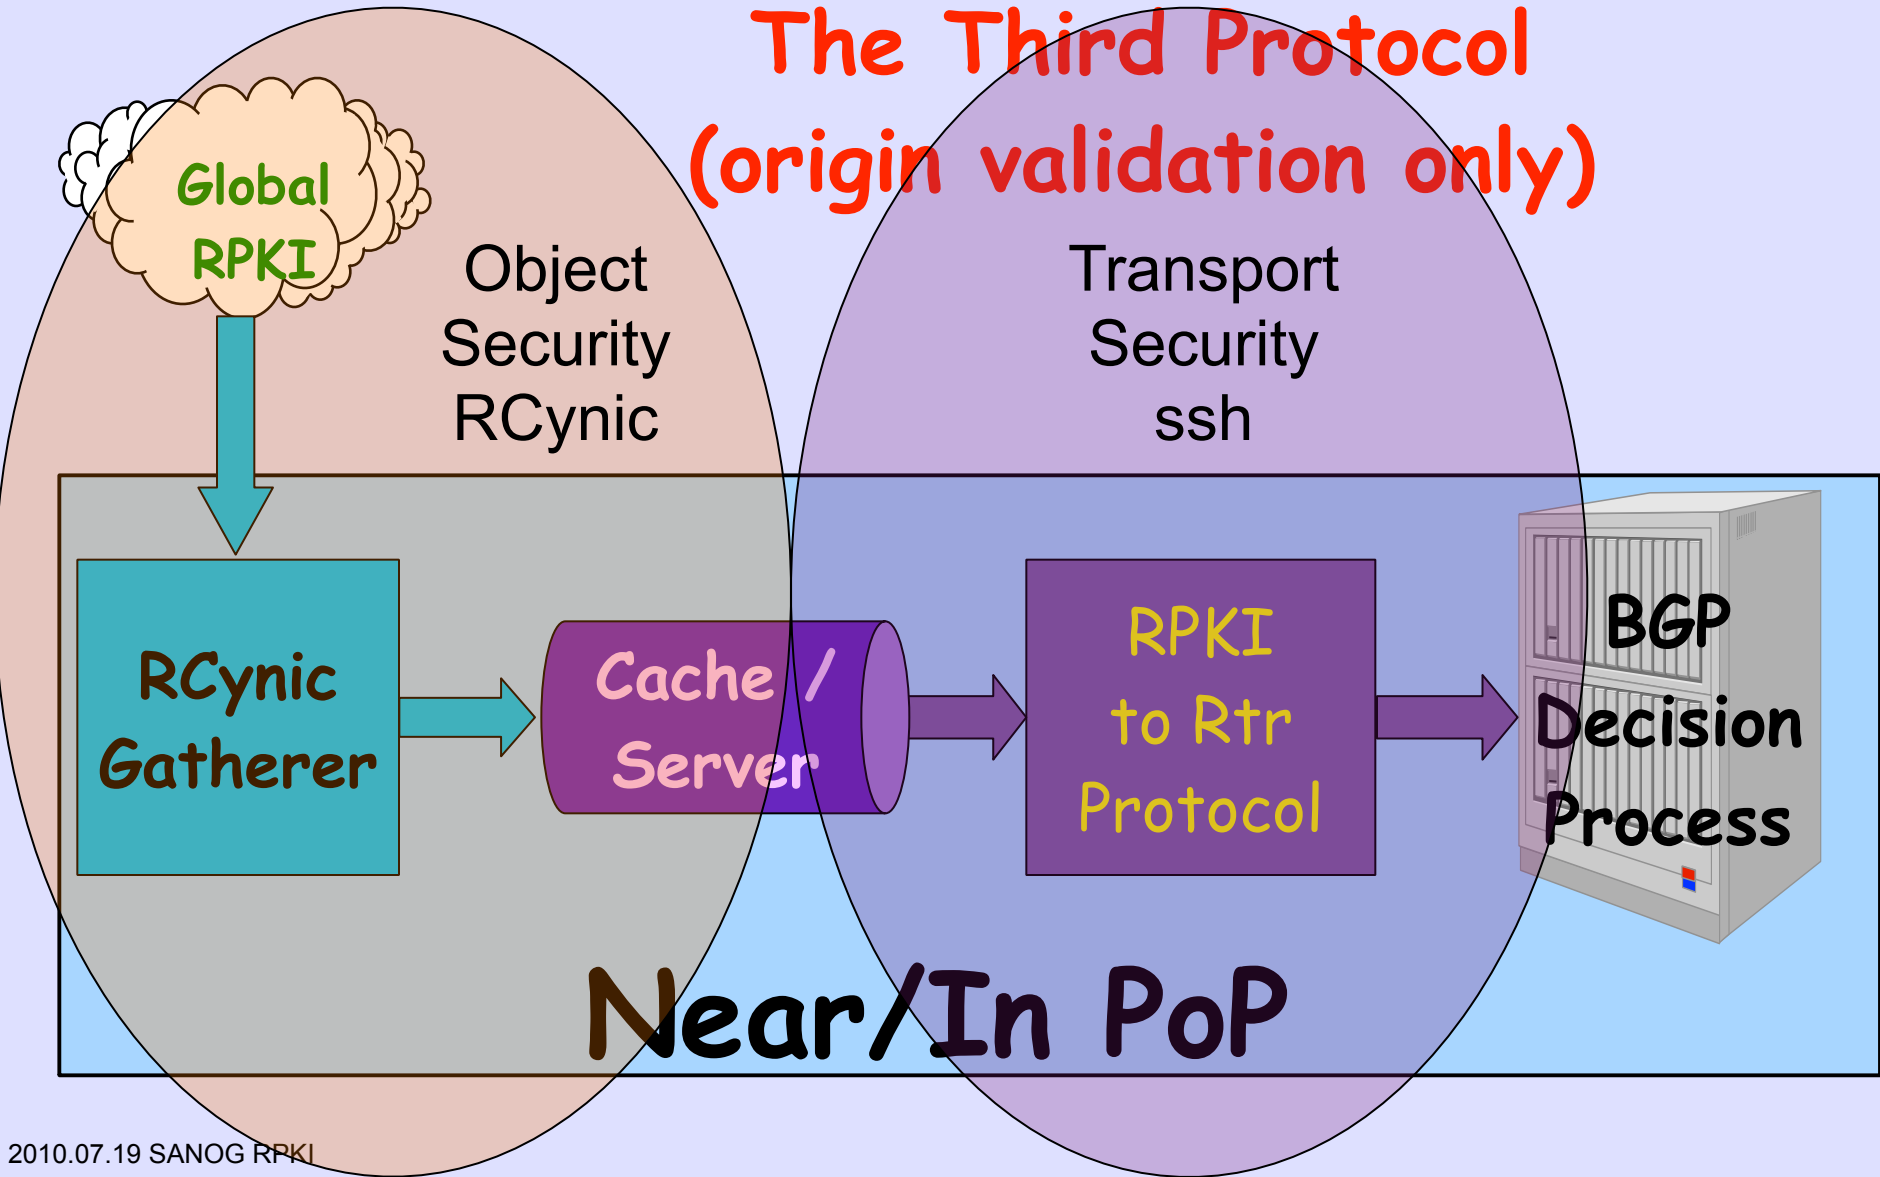 The Third Protocol
(origin validation only)
Global
RPKI
Object
Security
RCynic
Transport
Security
ssh
RCynic
Gatherer
Cache /
Server
RPKI
to Rtr
Protocol
BGP
Decision
Process
Near/In PoP
2010.07.19 SANOG RPKI